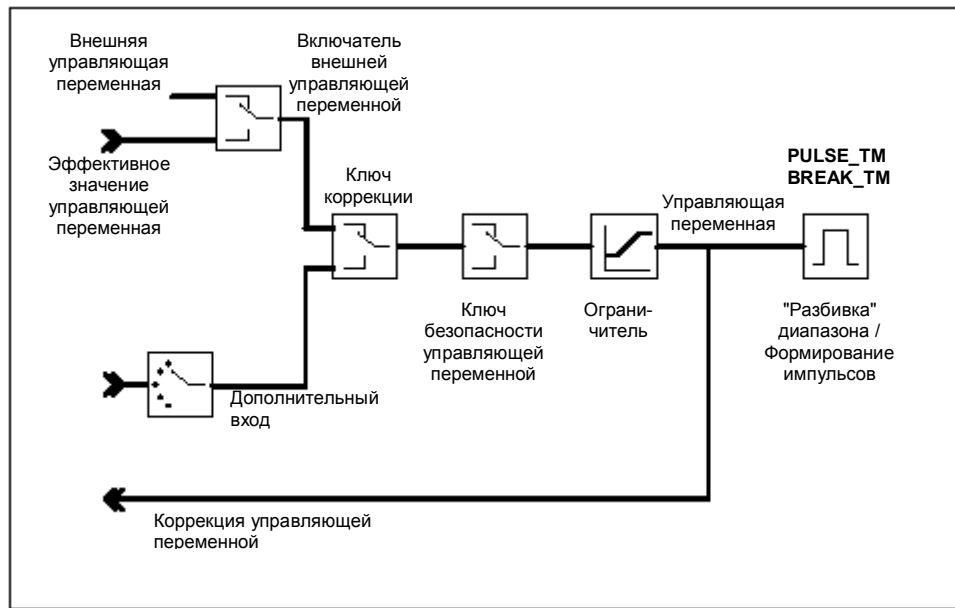 Внешняя
управляющая
переменная
Включатель
внешней
управляющей
переменной
Эффективное
значение
управляющей
переменная
Ключ
коррекции
PULSE_TM
BREAK_TM
Управляющая
переменная
Ключ
безопасности
управляющей
переменной
Ограни-
читель
"Разбивка"
диапазона /
Формирование
импульсов
Дополнительный
вход
Коррекция управляющей
переменной